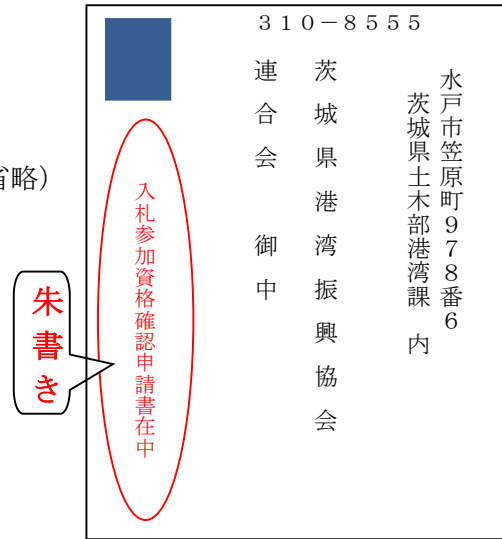 ３１０－８５５５
水戸市笠原町９７８番６
茨城県土木部港湾課　内
茨城県港湾振興協会
連合会　御中
入札参加資格確認申請書在中
朱書き
省略）